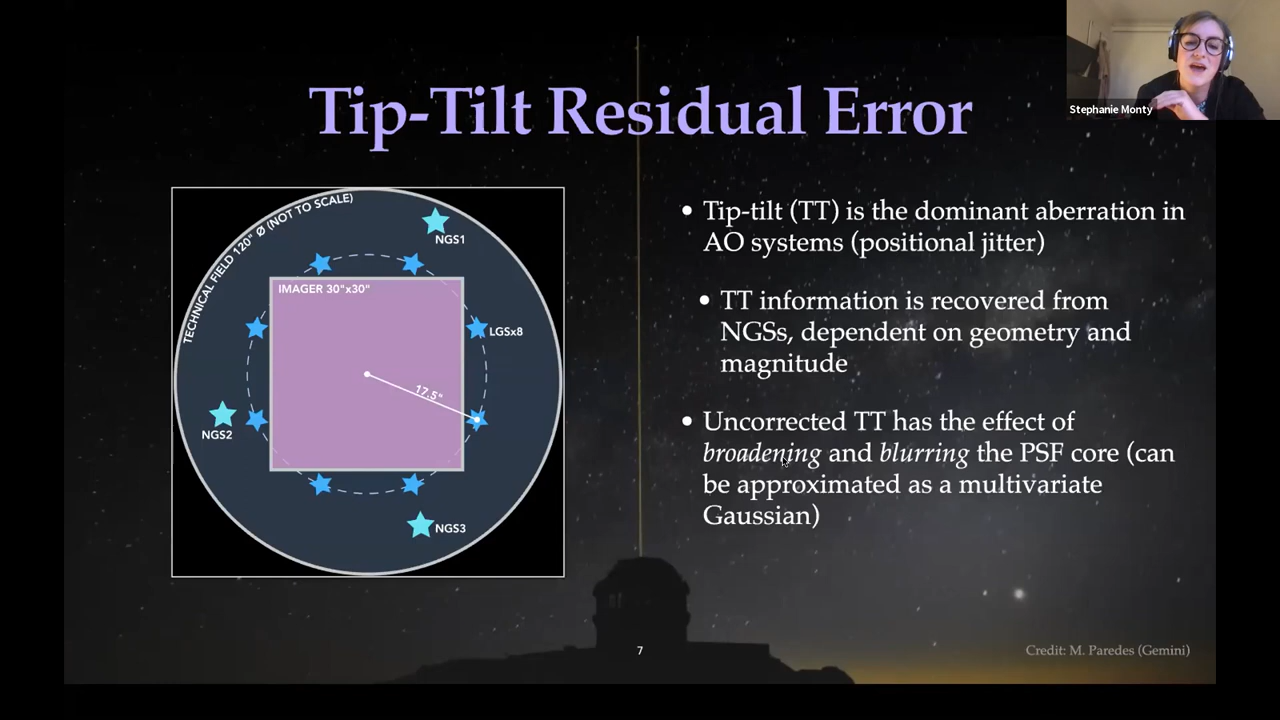 Tip-Tilt Residual Error
Stephanie Monty
TECHNICAL FIELD 120" Ø (NOT TO SCALE)
NGS1
IMAGER 30"x30"
LGSx8
17.5"
NGS2
NGS3
• Tip-tilt (TT) is the dominant aberration in
AO systems (positional jitter)
• TT information is recovered from
NGSs, dependent on geometry and
magnitude
• Uncorrected TT has the effect of
broadening and blurring the PSF core (can
be approximated as a multivariate
Gaussian)
7
Credit: M. Paredes (Gemini)